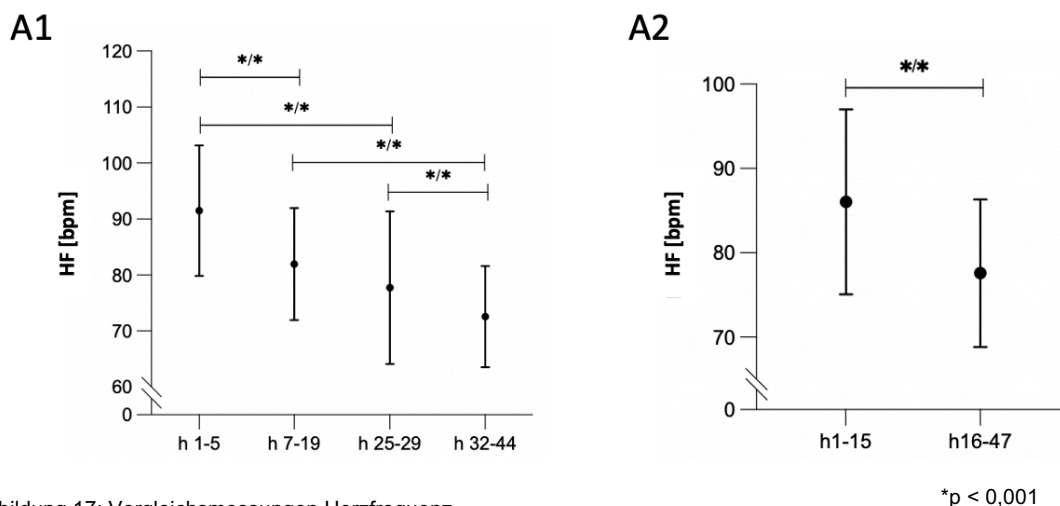 A1
120
110
100
90
80
70
60
0
HF [bpm]
*/*
*/*
*/*
*/*
h 1-5
h 7-19
h 25-29
h 32-44
A2
100
90
80
70
0
HF [bpm]
*/*
h1-15
h16-47
*p < 0,001